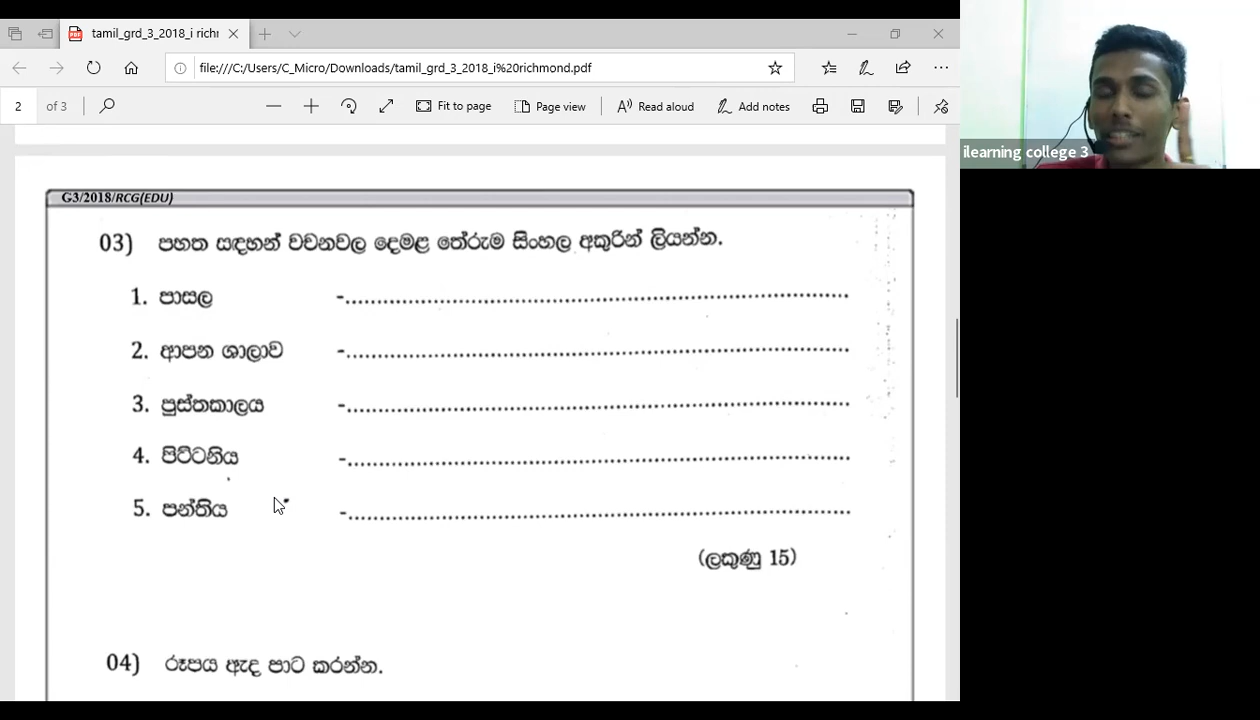 tamil_grd_3_2018_i richr
file:///C:/Users/C_Micro/Downloads/tamil_grd_3_2018_i%20richmond.pdf
2 of 3 Fit to page Page view Read aloud Add notes
ilearning college 3
G3/2018/RCG(EDU)
03) පහත සඳහන් වචනවල දෙමළ තේරුම සිංහල අකුරින් ලියන්න.
1. පාසල -....................
2. ආපන ශාලාව -....................
3. පුස්තකාලය -....................
4. පිට්ටනිය -....................
5. පන්තිය -....................
(ලකුණු 15)
04) රූපය ඇද පාට කරන්න.